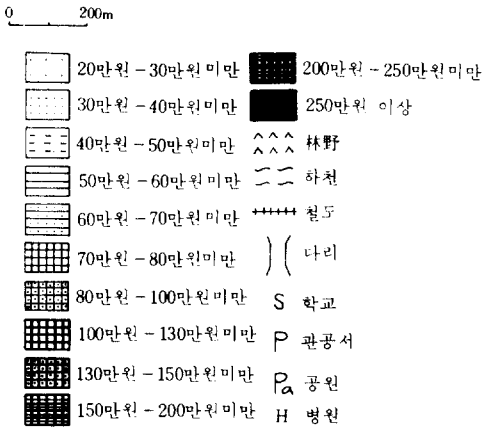 0 200m
20만원 - 30만원미만
30만원 - 40만원미만
40만원 - 50만원미만
50만원 - 60만원미만
60만원 - 70만원미만
70만원 - 80만원미만
80만원 - 100만원미만
100만원 - 130만원미만
130만원 - 150만원미만
150만원 - 200만원미만
200만원 - 250만원미만
250만원 이상
林野
하천
철도
다리
S 학교
P 관공서
Pa 공원
H 병원